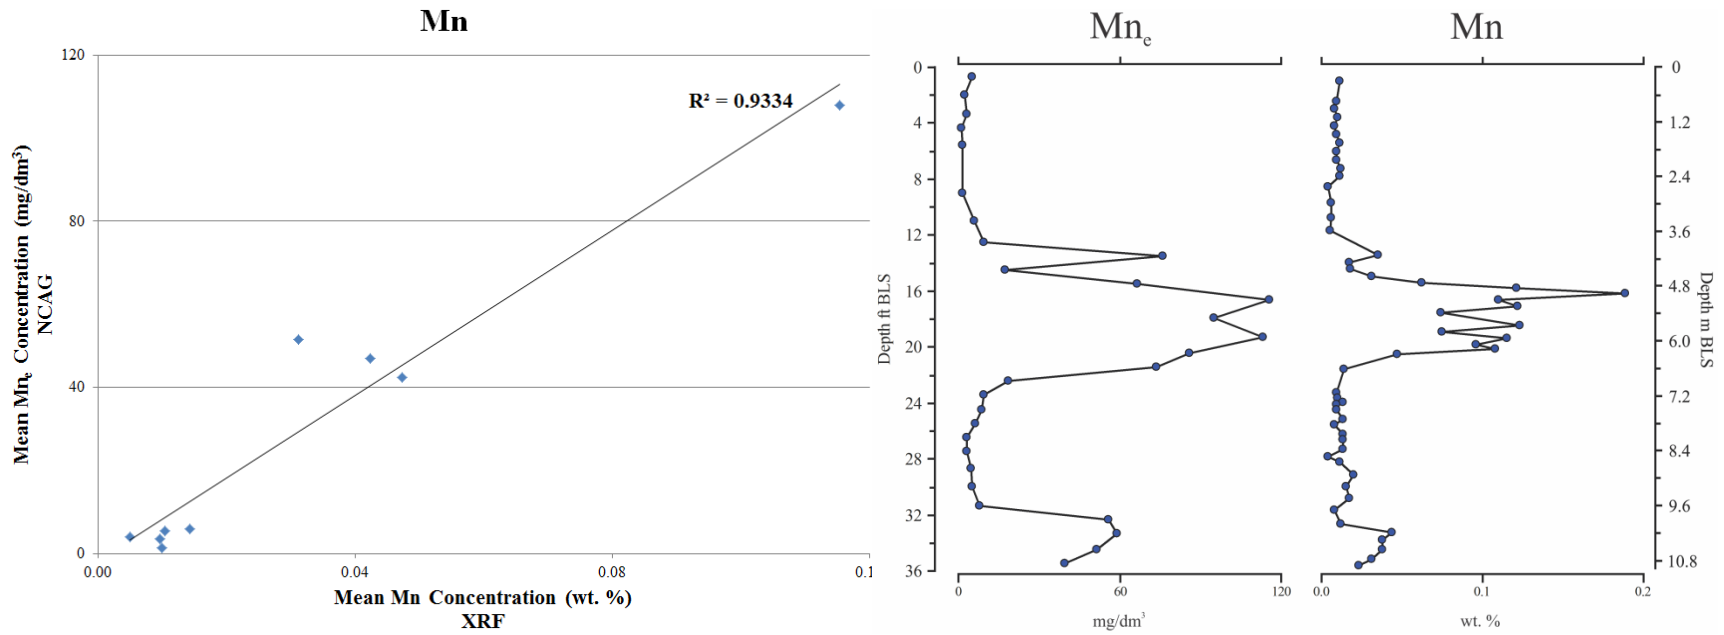 Mn
120
80
40
0
0.00
0.04
0.08
0.1
R² = 0.9334
Mean Mne Concentration (mg/dm³)
NCAG
Mean Mn Concentration (wt. %)
XRF
Mne
Mn
0
4
8
12
16
20
24
28
32
36
Depth ft BLS
0
60
120
mg/dm³
0.0
0.1
0.2
wt. %
0
1.2
2.4
3.6
4.8
6.0
7.2
8.4
9.6
10.8
Depth m BLS